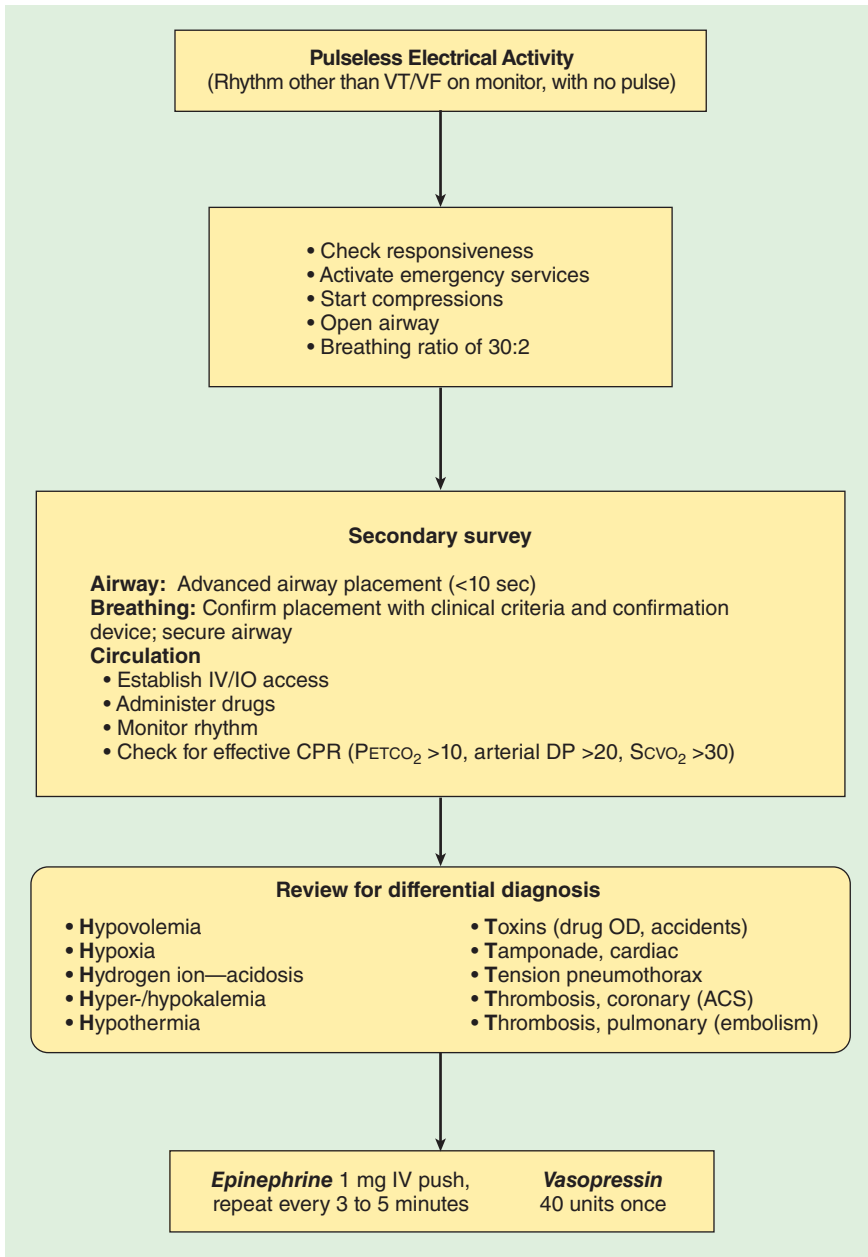 Pulseless Electrical Activity
(Rhythm other than VT/VF on monitor, with no pulse)
• Check responsiveness
• Activate emergency services
• Start compressions
• Open airway
• Breathing ratio of 30:2
Secondary survey
Airway: Advanced airway placement (<10 sec)
Breathing: Confirm placement with clinical criteria and confirmation
device; secure airway
Circulation
• Establish IV/IO access
• Administer drugs
• Monitor rhythm
• Check for effective CPR (PETCO₂ >10, arterial DP >20, SCVO₂ >30)
Review for differential diagnosis
• Hypovolemia
• Hypoxia
• Hydrogen ion—acidosis
• Hyper-/hypokalemia
• Hypothermia
• Toxins (drug OD, accidents)
• Tamponade, cardiac
• Tension pneumothorax
• Thrombosis, coronary (ACS)
• Thrombosis, pulmonary (embolism)
Epinephrine 1 mg IV push,
repeat every 3 to 5 minutes
Vasopressin
40 units once